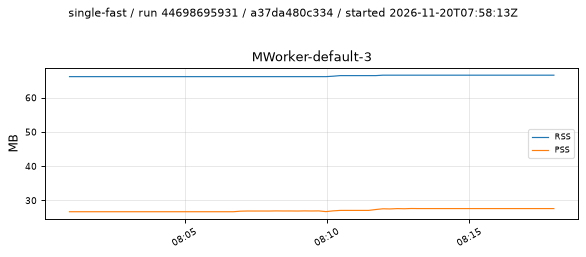 single-fast / run 44698695931 / a37da480c334 / started 2026-11-20T07:58:13Z
MWorker-default-3
MB
60
50
40
30
RSS
PSS
08:05
08:10
08:15